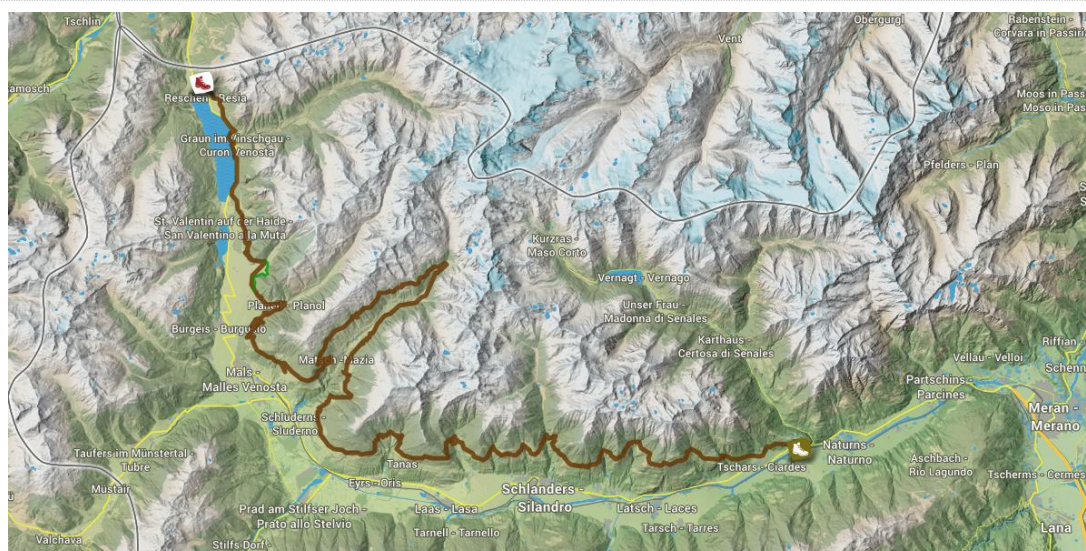 Tschlin
Obergurgl
Rabenstein -
Corvara in Passiria
Vent
amosch
Reschen - Resia
Moos in Pass
Moso in Pas
Graun im Vinschgau -
Curon Venosta
Pfelders - Plan
St. Valentin auf der Haide -
San Valentino alla Muta
Kurzras -
Maso Corto
Vernagt - Vernago
Planeil - Planol
Unser Frau -
Madonna di Senales
Burgeis - Burgusio
Karthaus -
Certosa di Senales
Riffian -
Matsch - Mazia
Vellau - Velloi
Schenn
Mals -
Malles Venosta
Partschins -
Parcines
Meran -
Merano
Schluderns -
Sluderno
Naturns -
Naturno
Taufers im Münstertal
Tubre
Tanas
Tschars - Ciardes
Aschbach -
Rio Lagundo
Tscherms - Cermes
Müstair
Eyrs - Oris
Schlanders -
Silandro
Prad am Stilfser Joch -
Prato allo Stelvio
Laas - Lasa
Latsch - Laces
Lana
Valchava
Stilfs Dorf -
Tarnell - Tarnello
Tarsch - Tarres